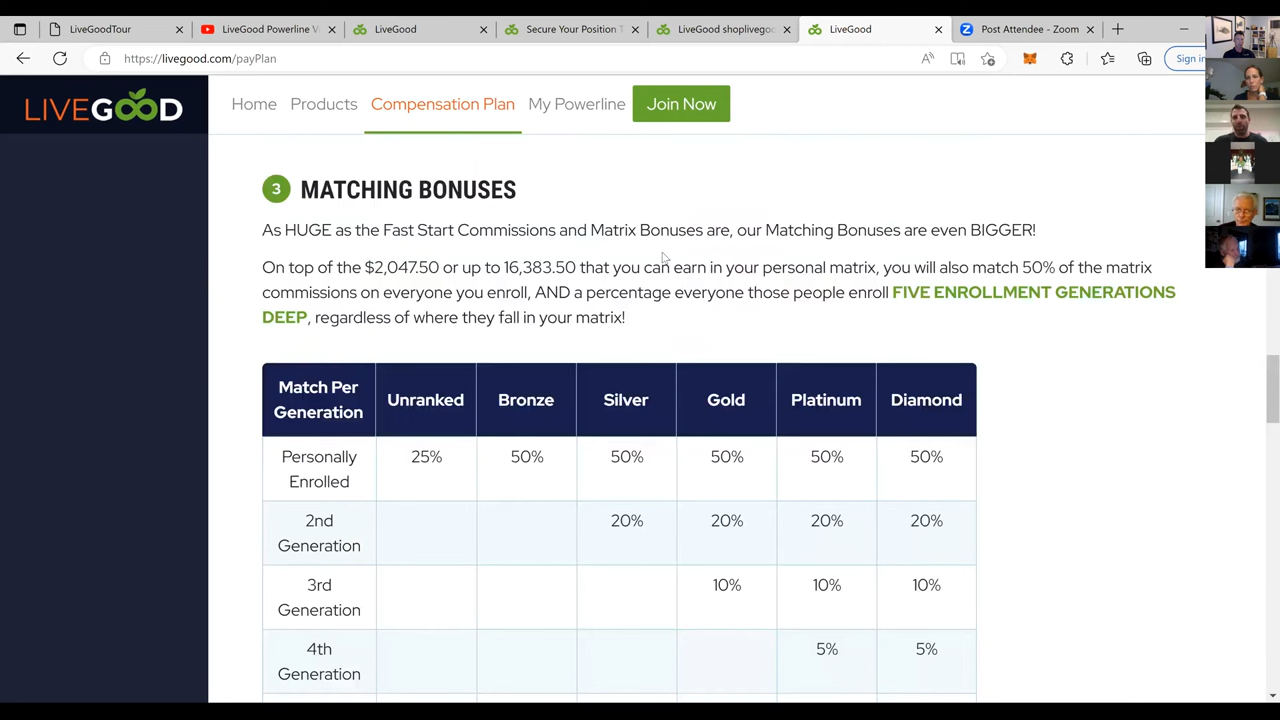 LiveGoodTour
LiveGood Powerline V
LiveGood
Secure Your Position T
LiveGood shoplivegoo
LiveGood
Post Attendee - Zoom
https://livegood.com/payPlan
Sign in
LIVEGOOD
Home Products Compensation Plan My Powerline Join Now
3 MATCHING BONUSES
As HUGE as the Fast Start Commissions and Matrix Bonuses are, our Matching Bonuses are even BIGGER!
On top of the $2,047.50 or up to 16,383.50 that you can earn in your personal matrix, you will also match 50% of the matrix
commissions on everyone you enroll, AND a percentage everyone those people enroll FIVE ENROLLMENT GENERATIONS
DEEP, regardless of where they fall in your matrix!
Match Per
Generation
Unranked Bronze Silver Gold Platinum Diamond
Personally
Enrolled
25% 50% 50% 50% 50% 50%
2nd
Generation
20% 20% 20% 20%
3rd
Generation
10% 10% 10%
4th
Generation
5% 5%